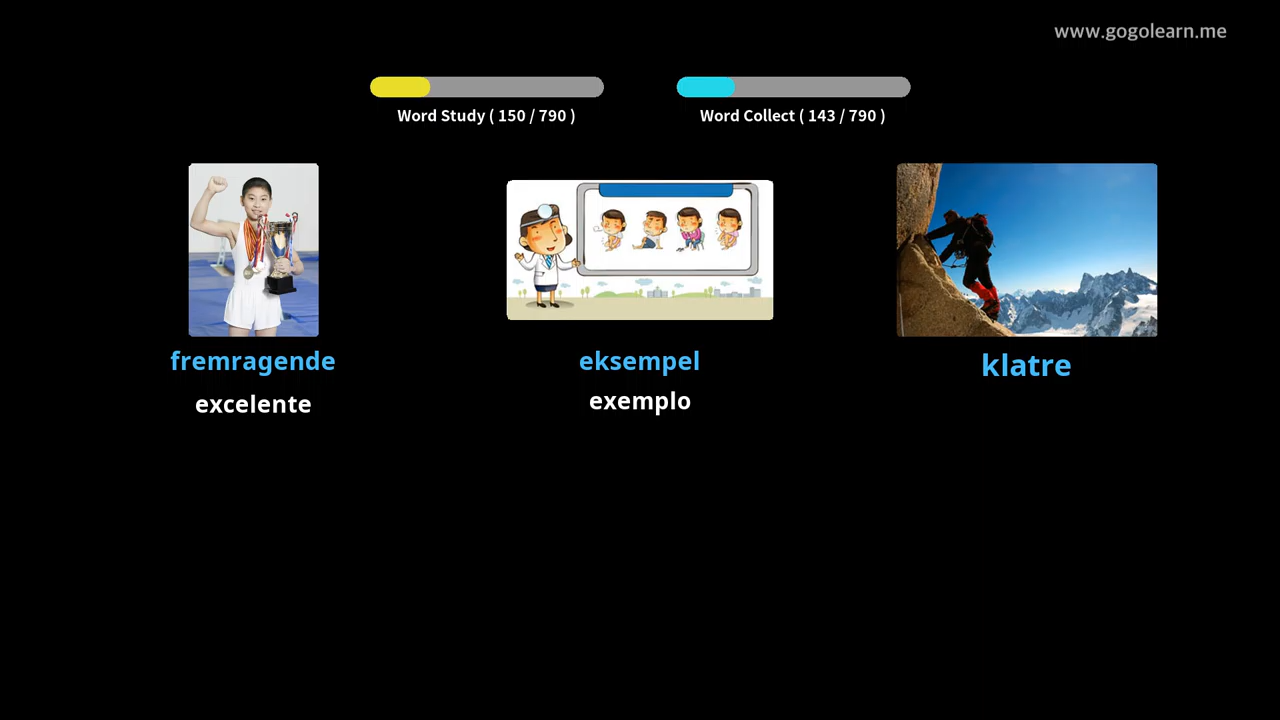 www.gogolearn.me
Word Study ( 150 / 790 )
Word Collect ( 143 / 790 )
fremragende
excelente
eksempel
exemplo
klatre